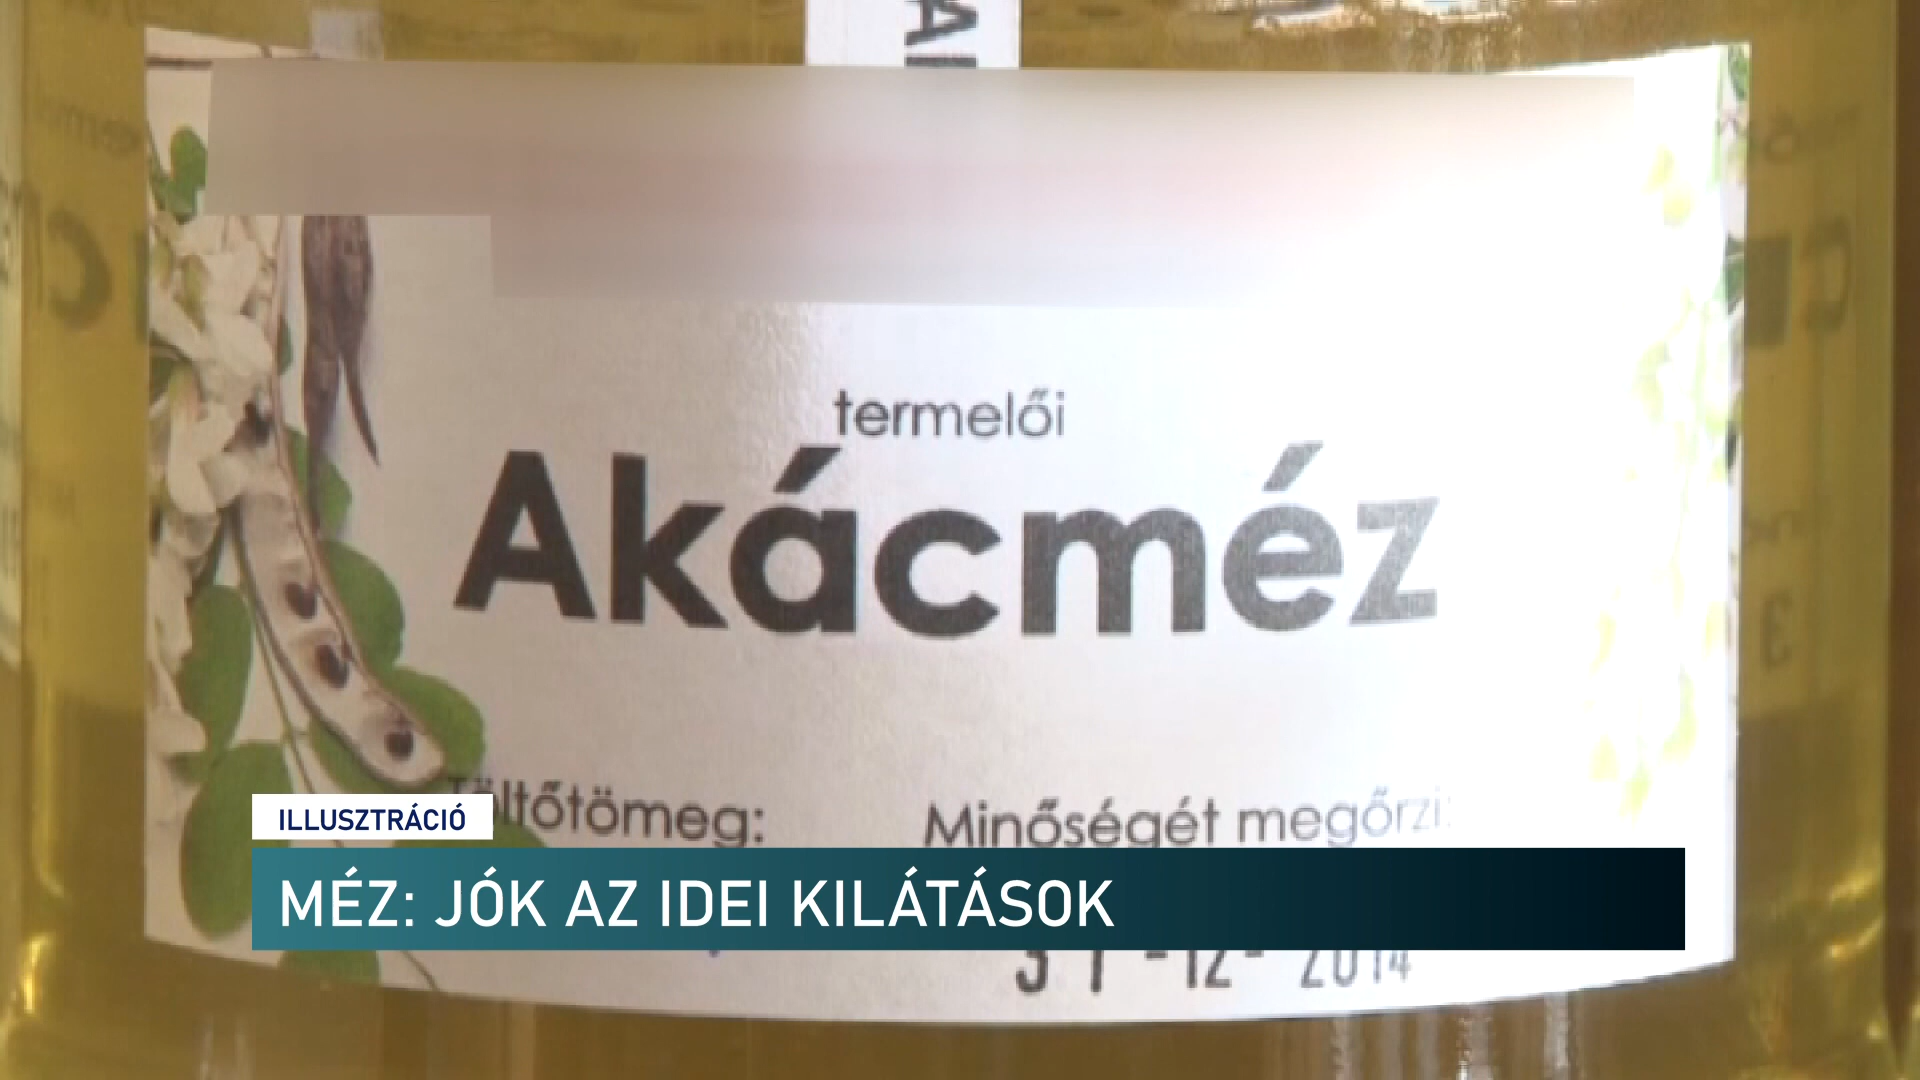 termelői
Akácméz
Töltőtömeg:
Minőségét megőrzi:
ILLUSZTRÁCIÓ
MÉZ: JÓK AZ IDEI KILÁTÁSOK
31 -12- 2014